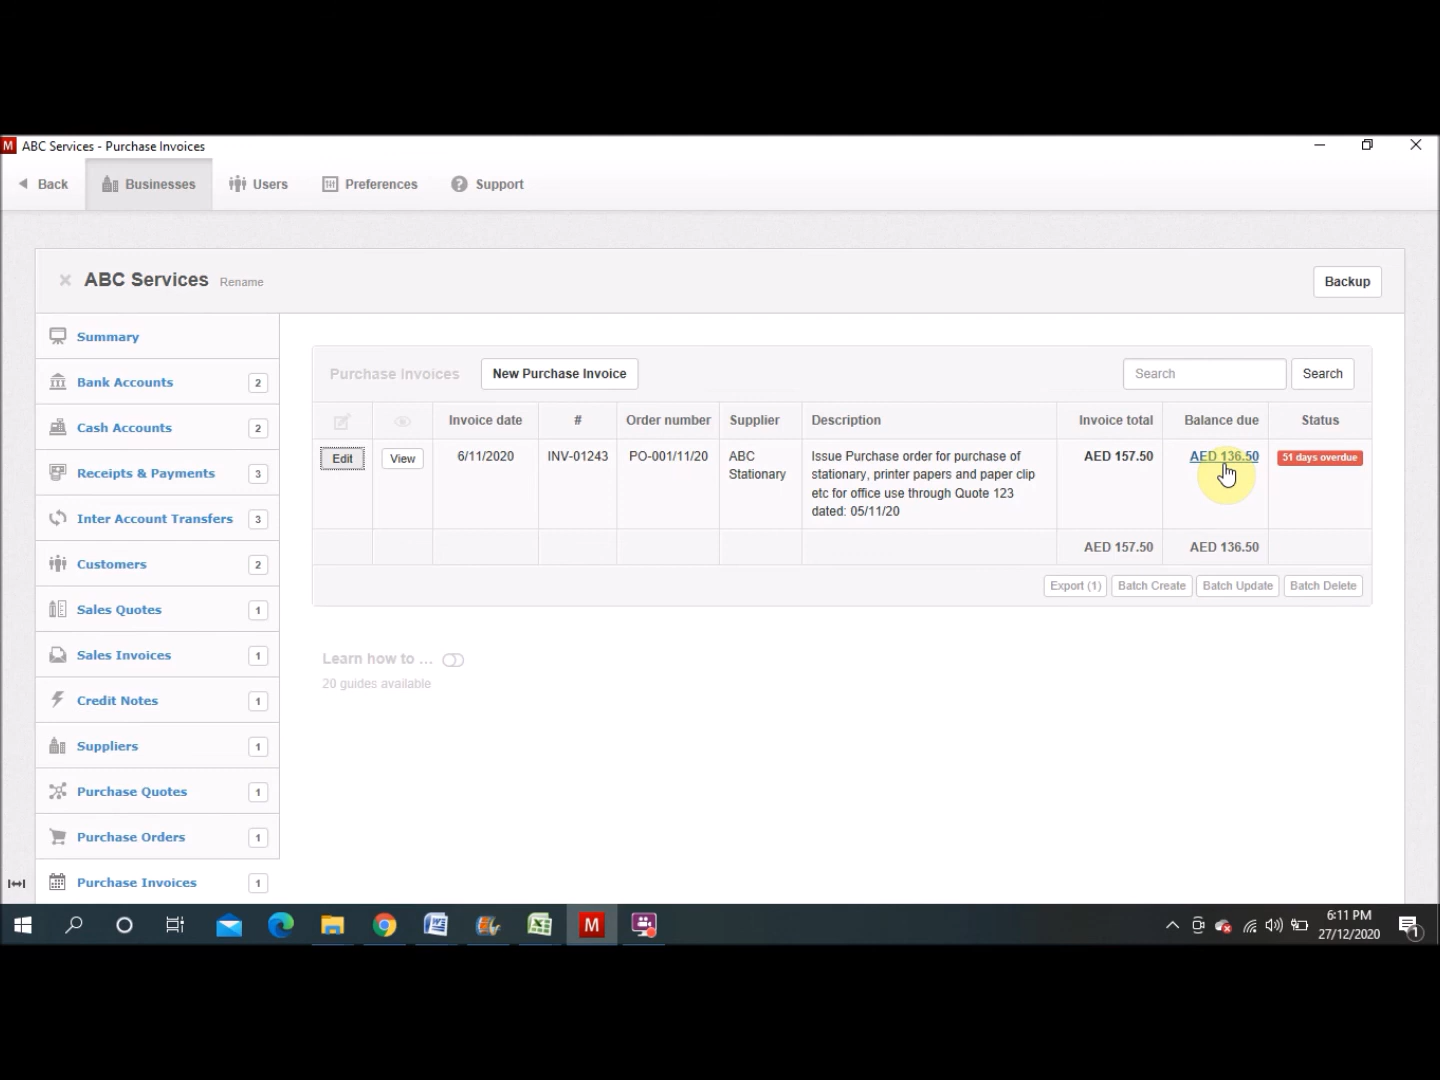 M ABC Services - Purchase Invoices
Back
Businesses
Users
Preferences
? Support
ABC Services Rename
Backup
Summary
Bank Accounts 2
Cash Accounts 2
Receipts & Payments 3
Inter Account Transfers 3
Customers 2
Sales Quotes 1
Sales Invoices 1
Credit Notes 1
Suppliers 1
Purchase Quotes 1
Purchase Orders 1
Purchase Invoices 1
Purchase Invoices New Purchase Invoice Search Search
Invoice date # Order number Supplier Description Invoice total Balance due Status
Edit View 6/11/2020 INV-01243 PO-001/11/20 ABC Issue Purchase order for purchase of AED 157.50 AED 136.50 51 days overdue
Stationary stationary, printer papers and paper clip
etc for office use through Quote 123
dated: 05/11/20
AED 157.50 AED 136.50
Export (1) Batch Create Batch Update Batch Delete
Learn how to ...
20 guides available
M
6:11 PM
27/12/2020
1